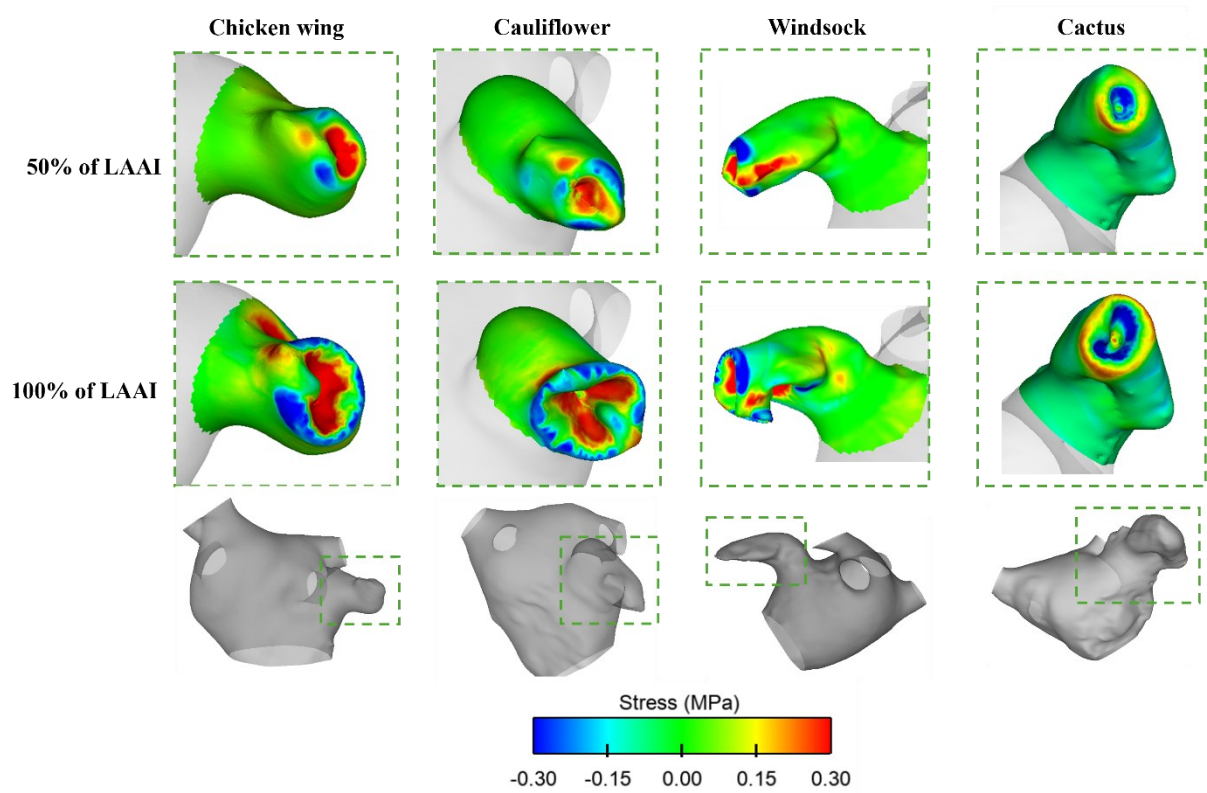 Chicken wing Cauliflower Windsock Cactus
50% of LAAI
100% of LAAI
Stress (MPa)
-0.30 -0.15 0.00 0.15 0.30